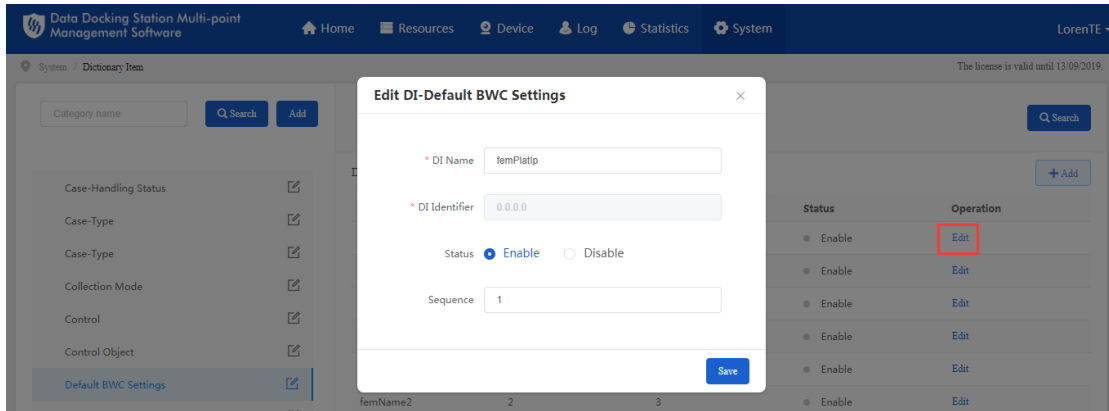 Data Docking Station Multi-point
Management Software
Home
Resources
Device
Log
Statistics
System
LorenTE
System / Dictionary Item
The license is valid until 13/09/2019.
Category name
Search
Add
Search
Edit DI-Default BWC Settings
* DI Name
femPlatIp
* DI Identifier
0.0.0.0
Status
Enable
Disable
Sequence
1
Save
Add
Case-Handling Status
Case-Type
Case-Type
Collection Mode
Control
Control Object
Default BWC Settings
Status
Operation
Enable
Edit
Enable
Edit
Enable
Edit
Enable
Edit
Enable
Edit
femName2
2
3
Enable
Edit